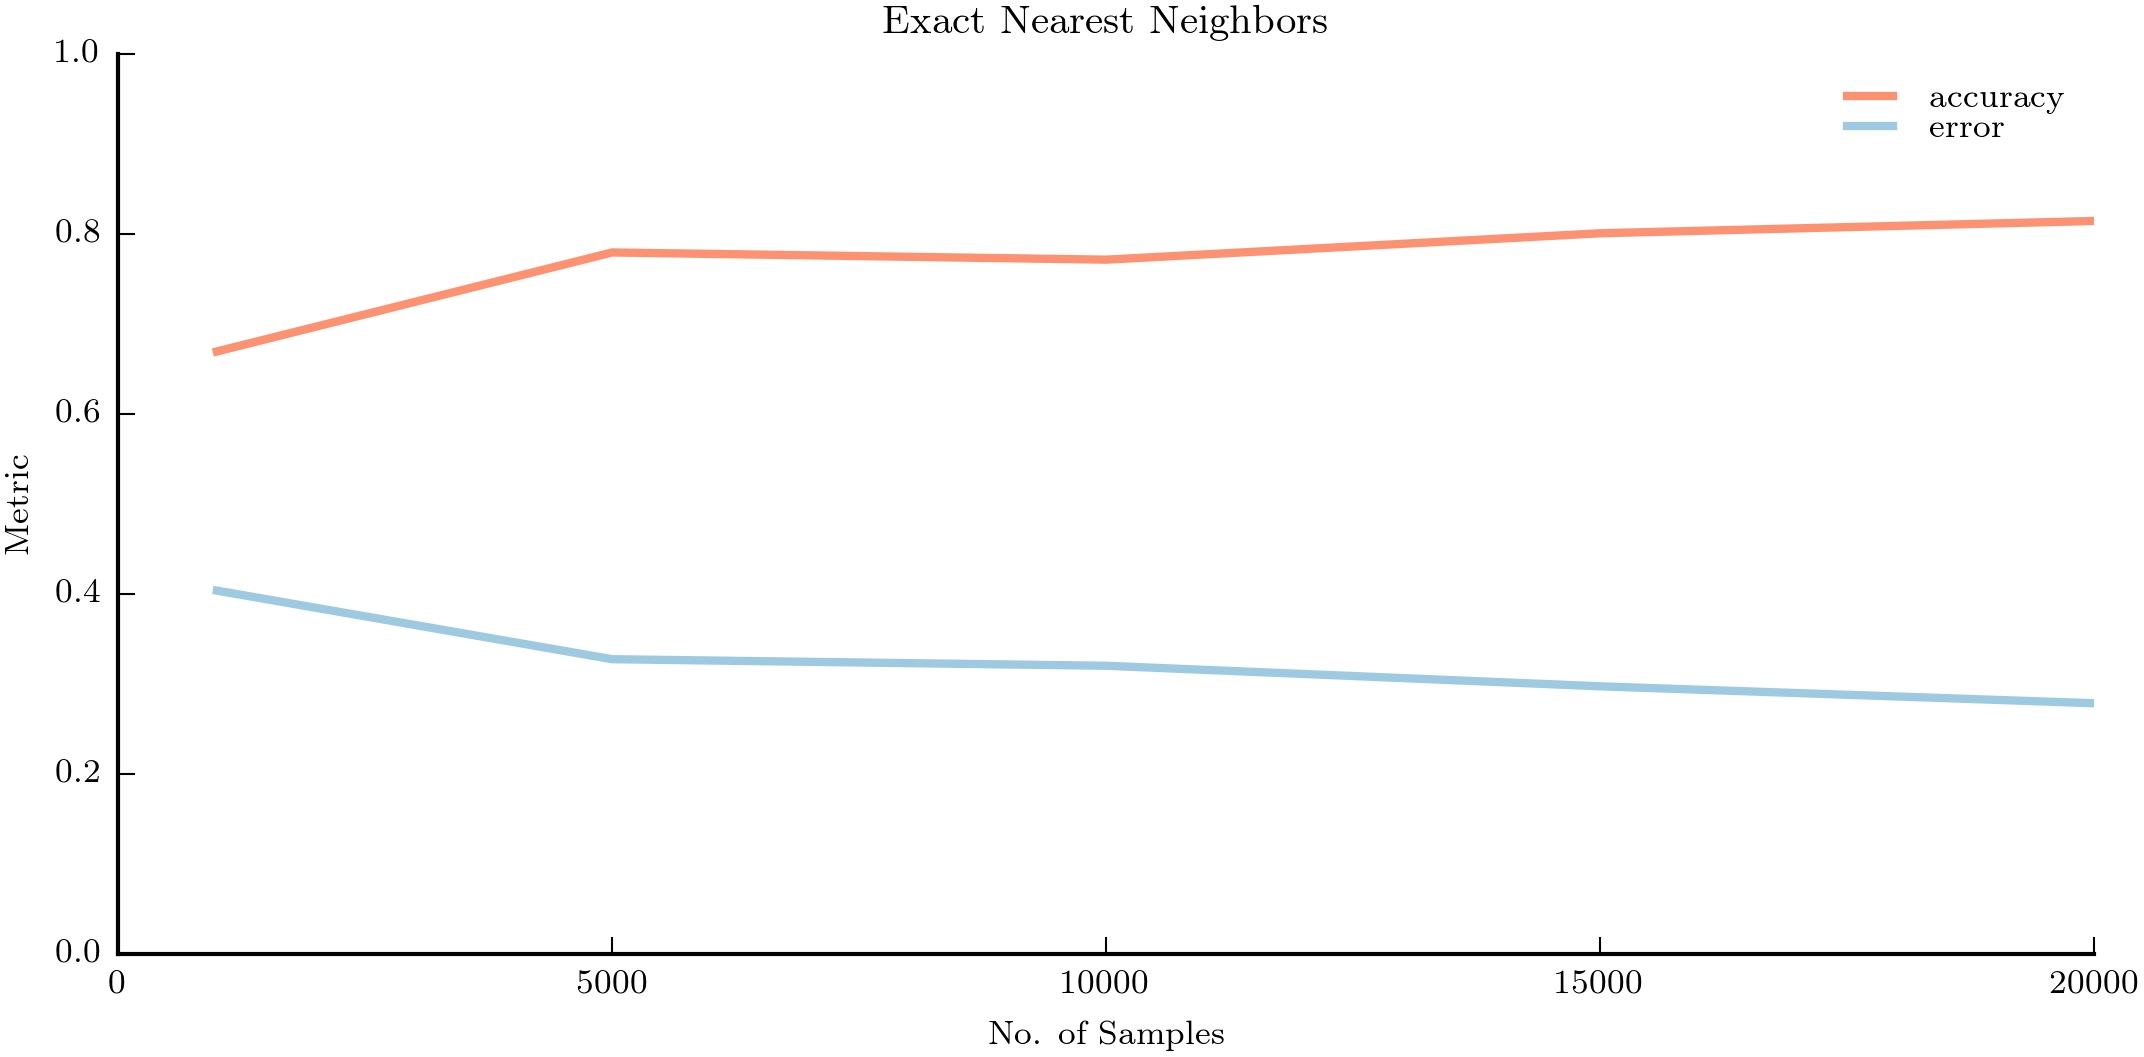 Exact Nearest Neighbors
1.0
accuracy
error
0.8
0.6
Metric
0.4
0.2
0.0
0 5000 10000 15000 20000
No. of Samples